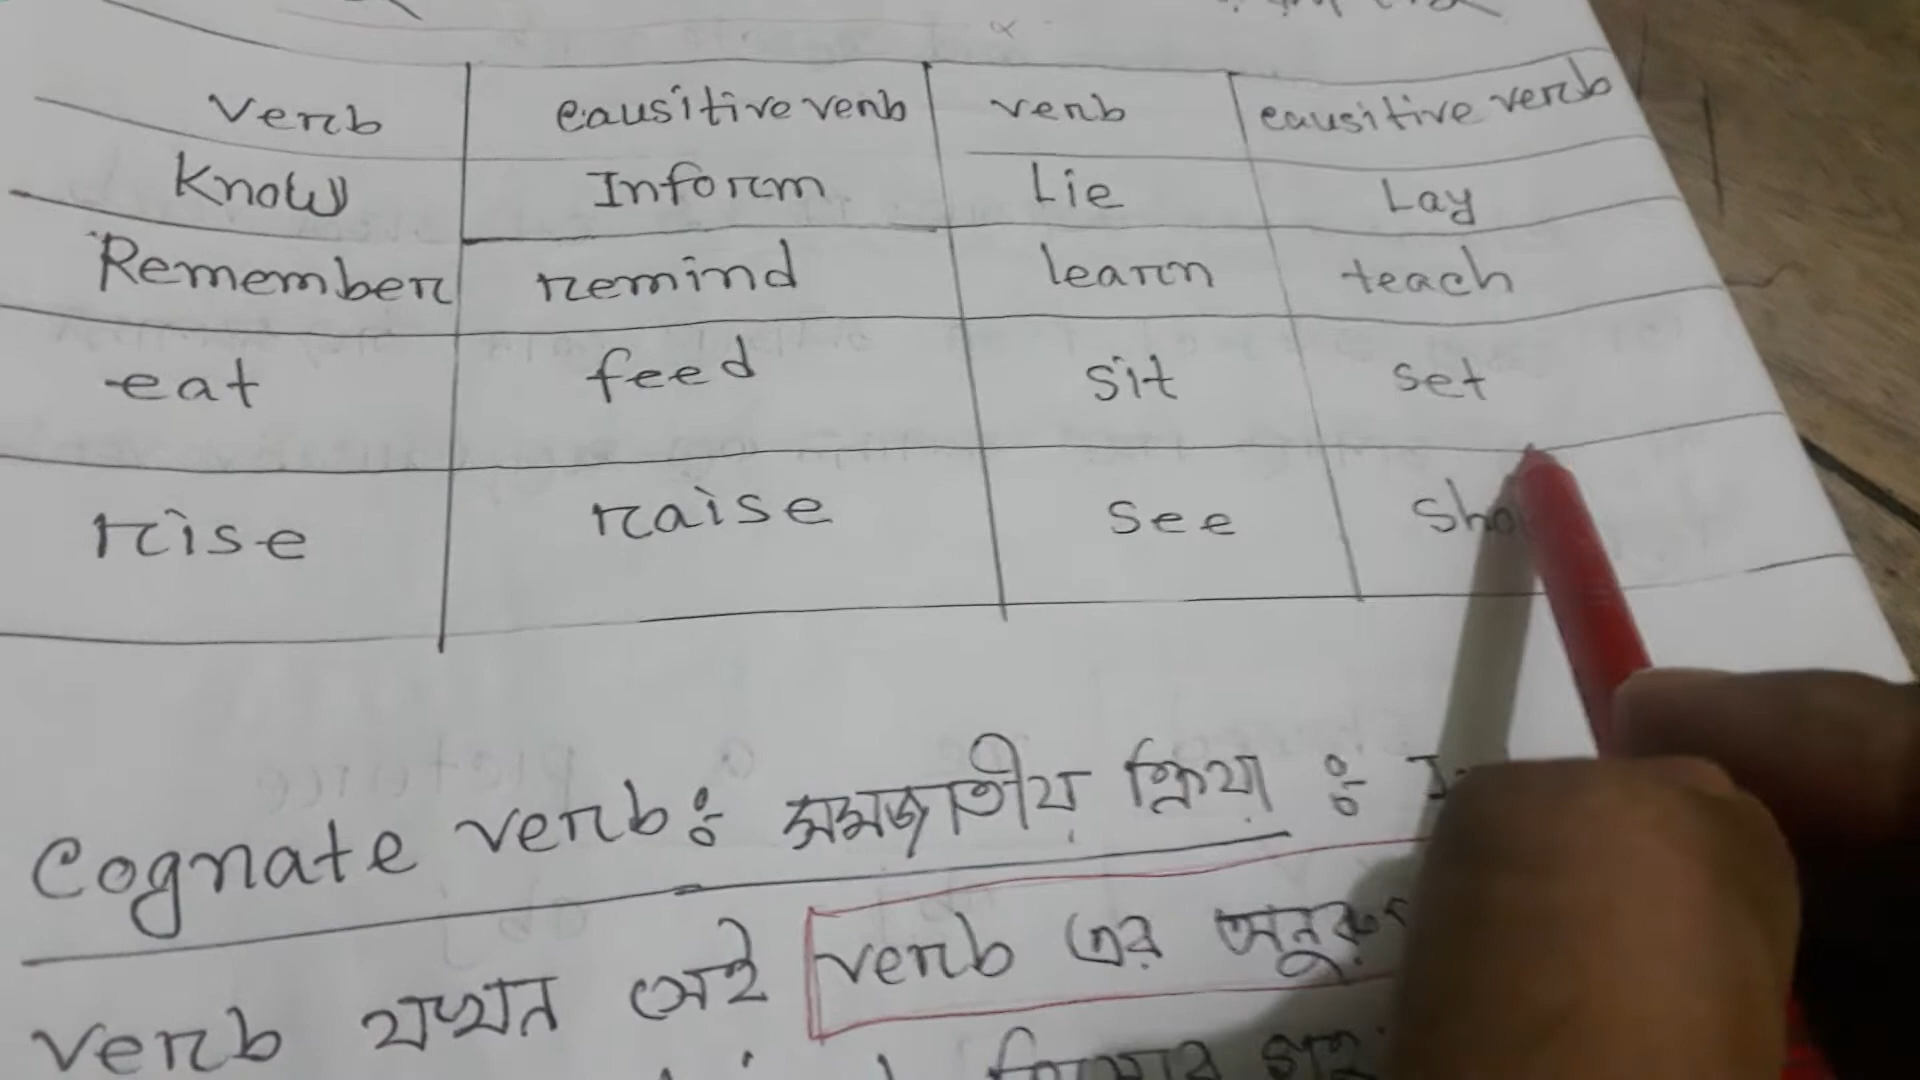 Verb causitive verb verb causitive verb
Know Inform Lie Lay
Remember remind learn teach
eat feed sit set
rise raise see
Cognate verb: সমজাতীয় ক্রিয়া :
verb যখন সেই verb এর